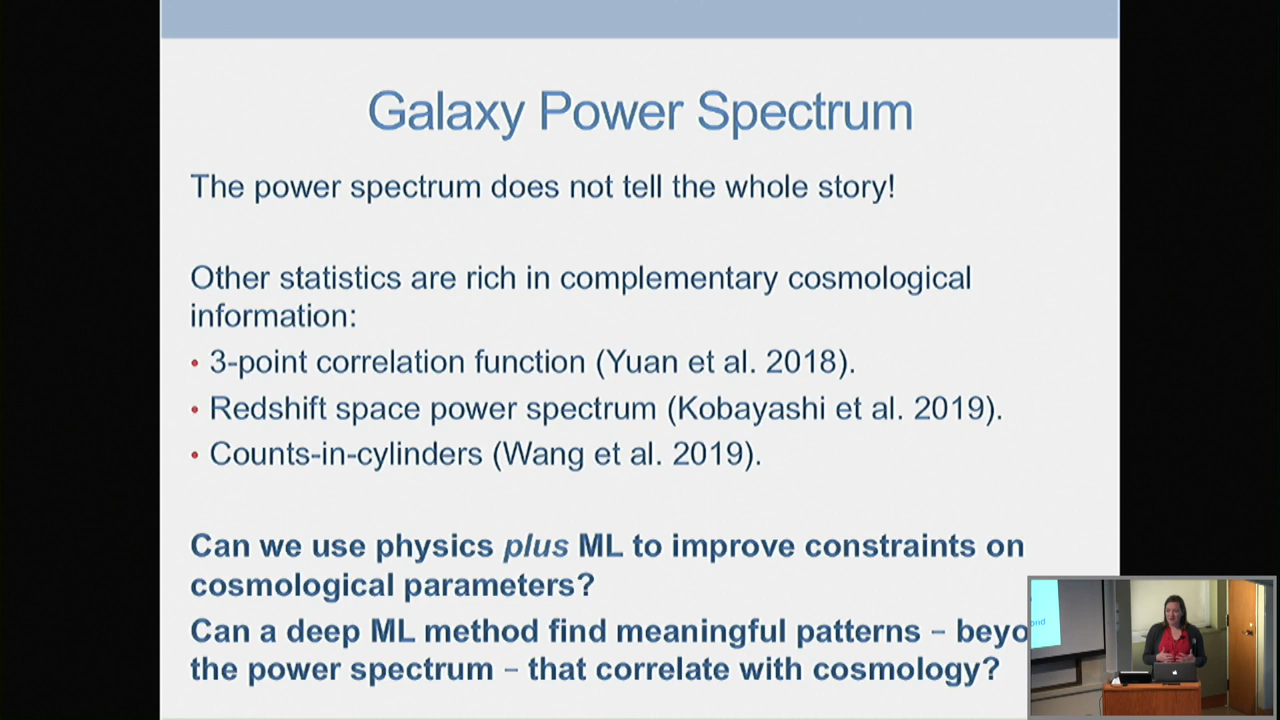 Galaxy Power Spectrum
The power spectrum does not tell the whole story!
Other statistics are rich in complementary cosmological
information:
• 3-point correlation function (Yuan et al. 2018).
• Redshift space power spectrum (Kobayashi et al. 2019).
• Counts-in-cylinders (Wang et al. 2019).
Can we use physics plus ML to improve constraints on
cosmological parameters?
Can a deep ML method find meaningful patterns – beyo
ond
the power spectrum – that correlate with cosmology?